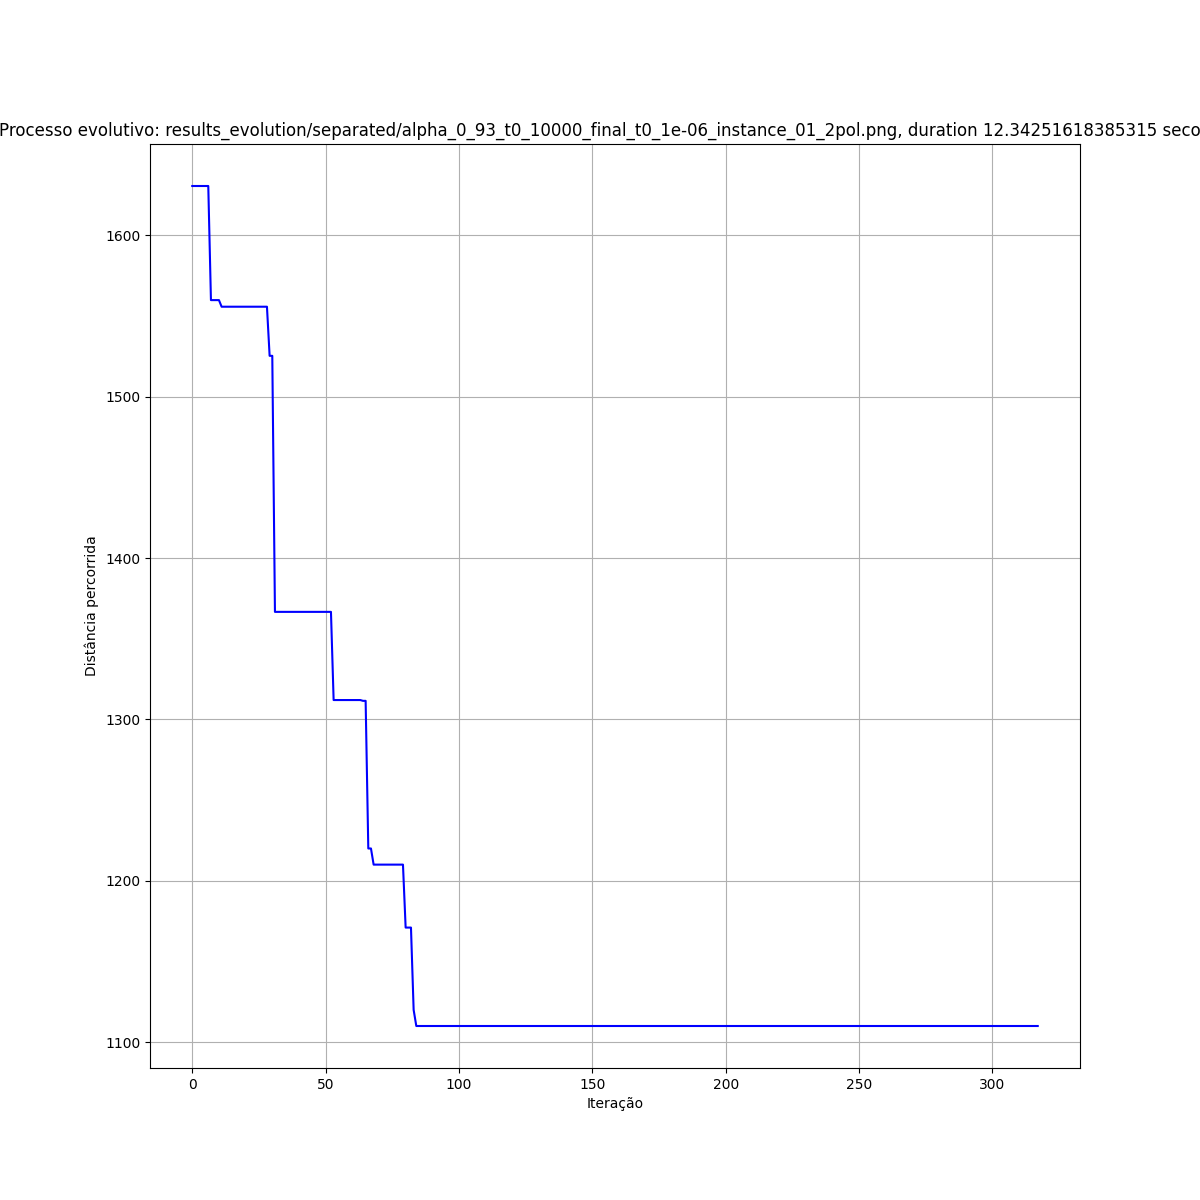 Processo evolutivo: results_evolution/separated/alpha_0_93_t0_10000_final_t0_1e-06_instance_01_2pol.png, duration 12.34251618385315 seco
1600
1500
1400
1300
1200
1100
Distância percorrida
0 50 100 150 200 250 300
Iteração